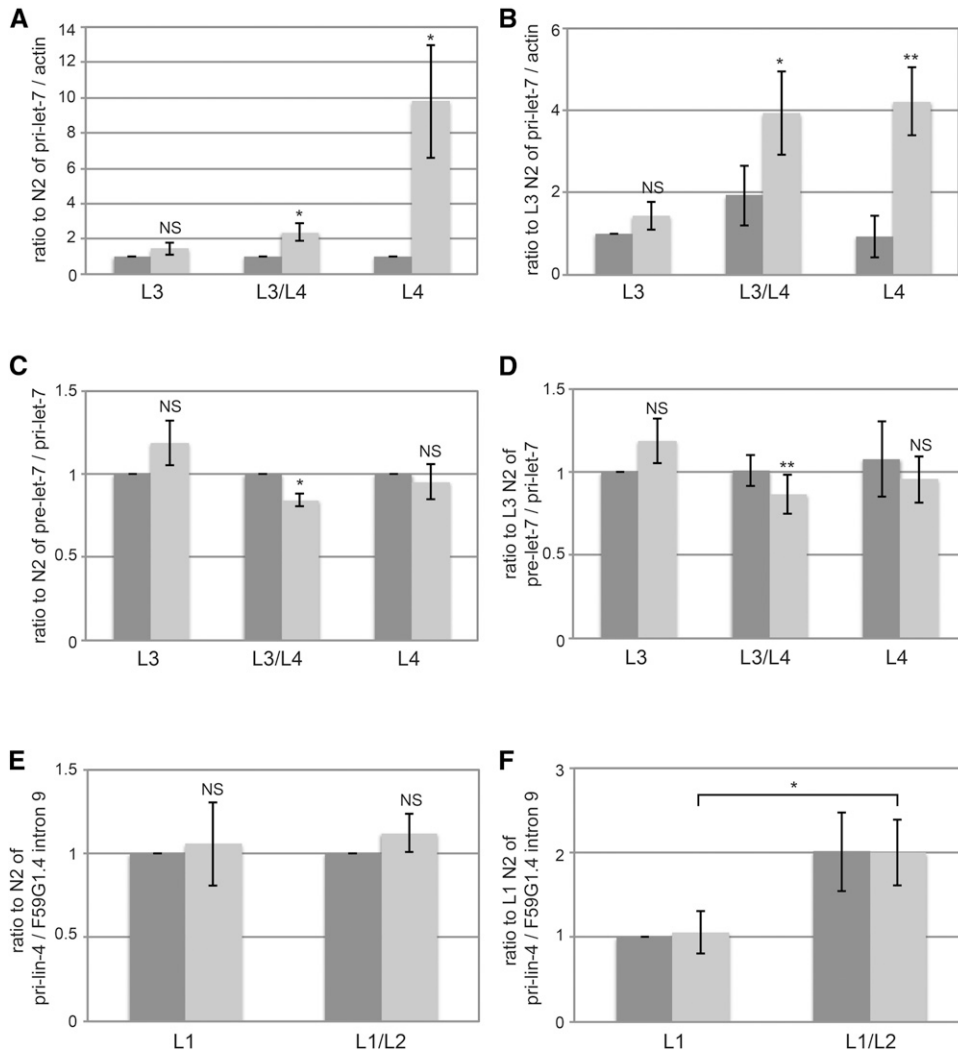 A
ratio to N2 of pri-let-7 / actin
14
12
10
8
6
4
2
0
NS
*
*
L3
L3/L4
L4
B
ratio to L3 N2 of pri-let-7 / actin
6
4
2
0
NS
*
**
L3
L3/L4
L4
C
ratio to N2 of pre-let-7 / pri-let-7
1.5
1
0.5
0
NS
*
NS
L3
L3/L4
L4
D
ratio to L3 N2 of
pre-let-7 / pri-let-7
1.5
1
0.5
0
NS
**
NS
L3
L3/L4
L4
E
ratio to N2 of
pri-lin-4 / F59G1.4 intron 9
1.5
1
0.5
0
NS
NS
L1
L1/L2
F
ratio to L1 N2 of
pri-lin-4 / F59G1.4 intron 9
3
2
1
0
*
L1
L1/L2